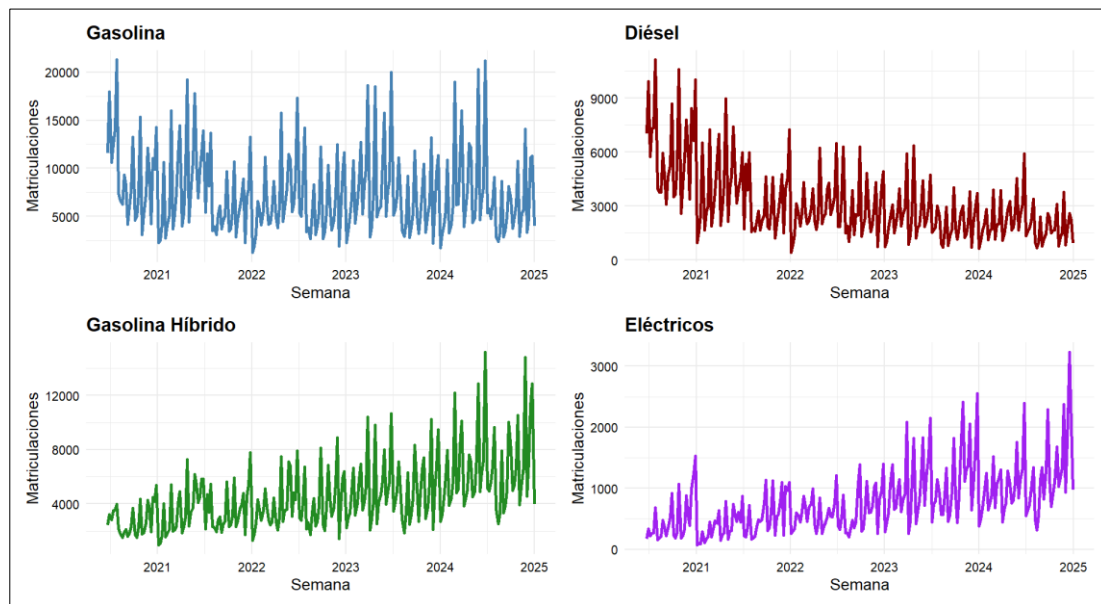 Gasolina
Matriculaciones
20000
15000
10000
5000
2021 2022 2023 2024 2025
Semana
Diésel
Matriculaciones
9000
6000
3000
0
2021 2022 2023 2024 2025
Semana
Gasolina Híbrido
Matriculaciones
12000
8000
4000
2021 2022 2023 2024 2025
Semana
Eléctricos
Matriculaciones
3000
2000
1000
0
2021 2022 2023 2024 2025
Semana